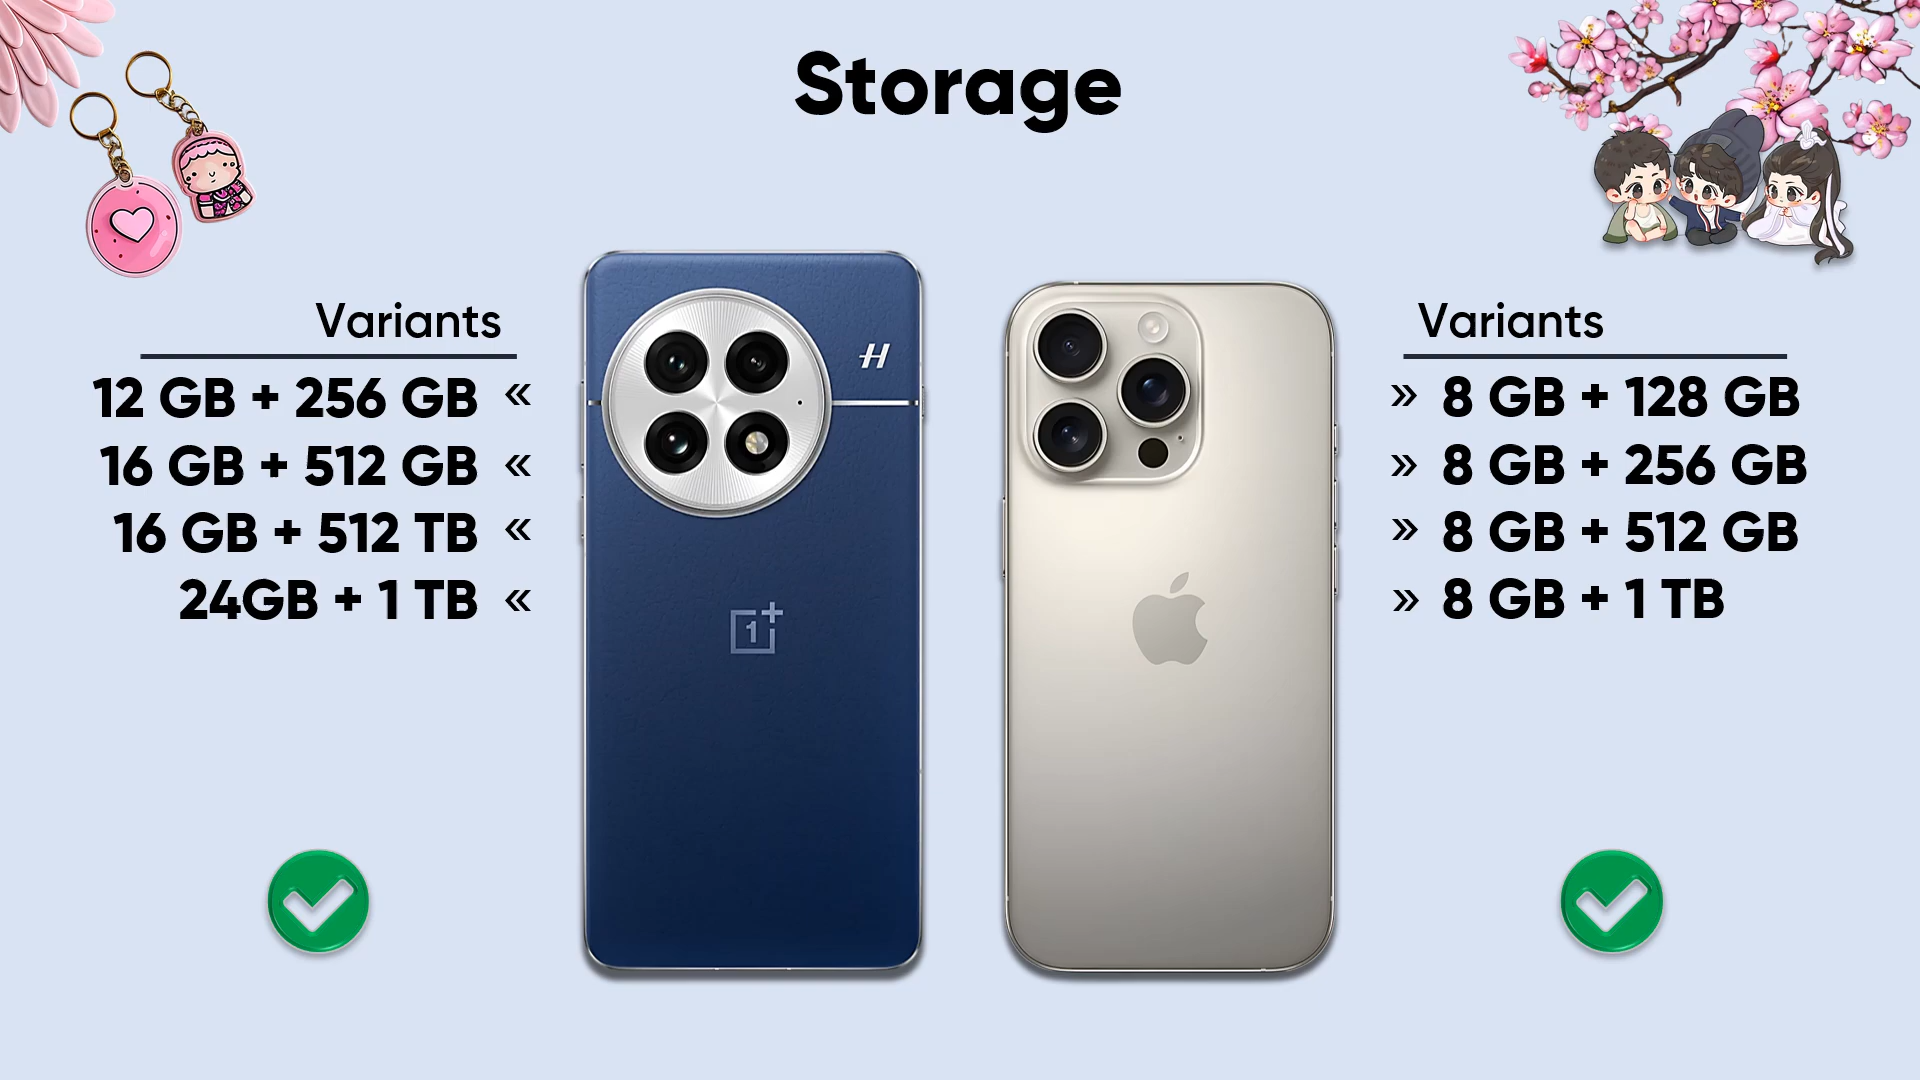 Storage
Variants
12 GB + 256 GB «
16 GB + 512 GB «
16 GB + 512 TB «
24GB + 1 TB «
H
1+
Variants
» 8 GB + 128 GB
» 8 GB + 256 GB
» 8 GB + 512 GB
» 8 GB + 1 TB